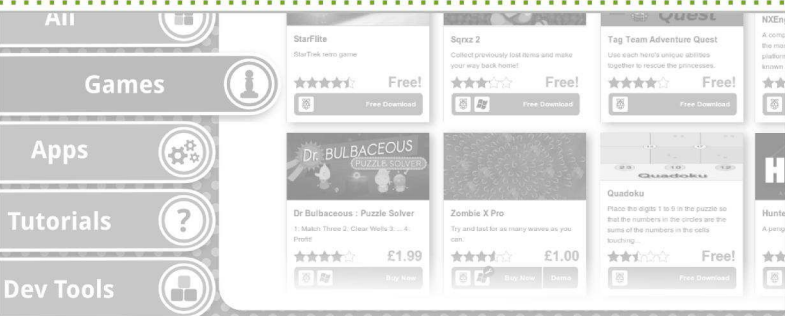 All
Games
Apps
Tutorials
Dev Tools
StarFlite
StarTrek retro game
Free!
Free Download
Sqrxz 2
Collect previously lost items and make
your way back home!
Free!
Free Download
Quest
Tag Team Adventure Quest
Use each hero's unique abilities
together to rescue the princesses.
Free!
Free Download
NXEn
A com
the ma
platfor
known
Dr. BULBACEOUS
PUZZLE SOLVER
Dr Bulbaceous : Puzzle Solver
1: Match Three 2: Clear Wells 3: ... 4:
Profit!
£1.99
Buy Now
Zombie X Pro
Try and last for as many waves as you
can.
£1.00
Buy Now
Demo
Quadoku
Quadoku
Place the digits 1 to 5 in the puzzle so
that the numbers in the circles are the
sums of the numbers in the cells
touching...
Free!
Free Download
H
Hunte